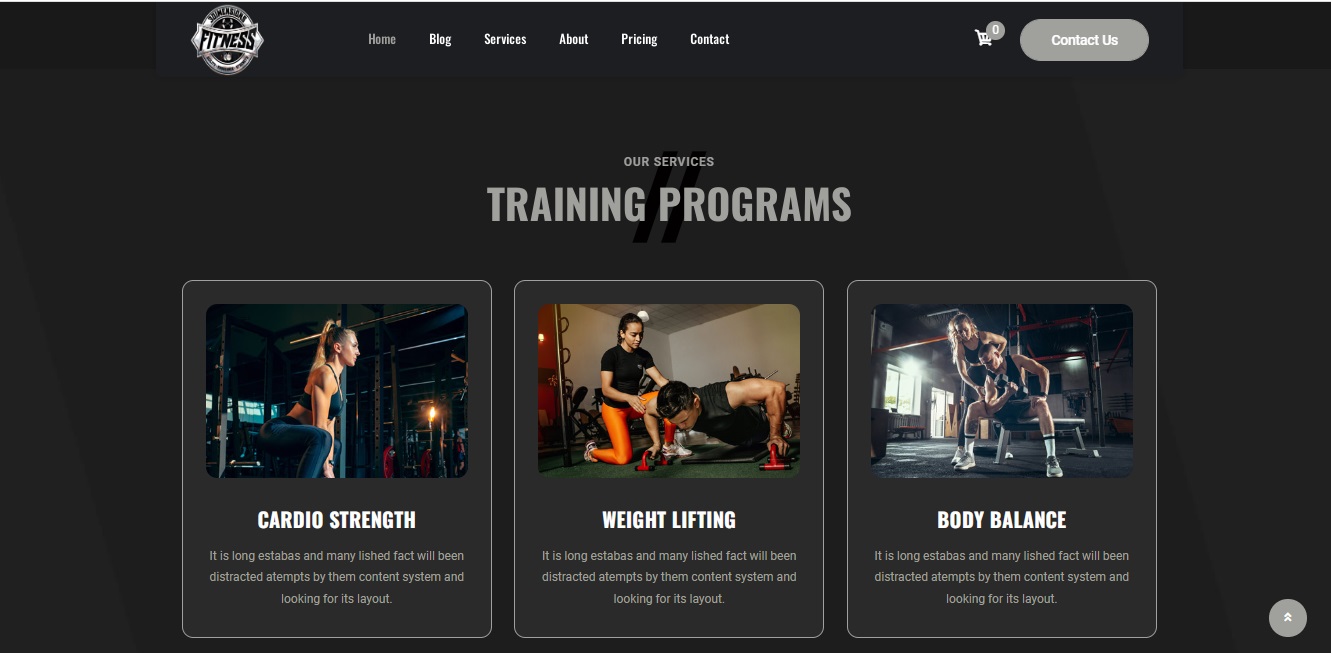 FITNESS
Home Blog Services About Pricing Contact
0
Contact Us
OUR SERVICES
TRAINING PROGRAMS
CARDIO STRENGTH
It is long estabas and many lished fact will been
distracted atempts by them content system and
looking for its layout.
WEIGHT LIFTING
It is long estabas and many lished fact will been
distracted atempts by them content system and
looking for its layout.
BODY BALANCE
It is long estabas and many lished fact will been
distracted atempts by them content system and
looking for its layout.